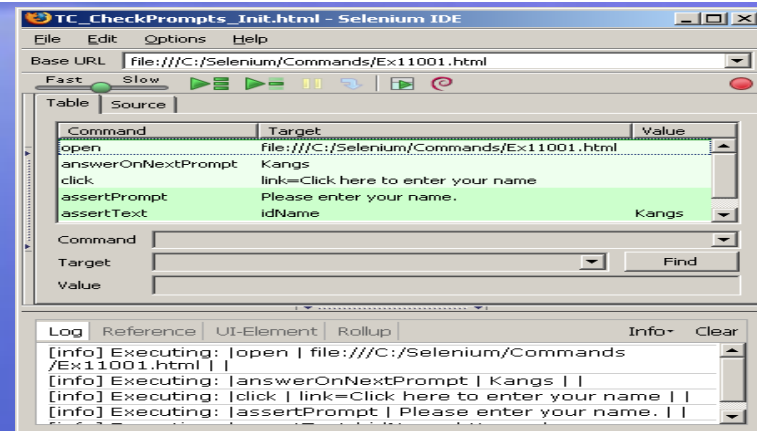 TC_CheckPrompts_Init.html - Selenium IDE
File Edit Options Help
Base URL file:///C:/Selenium/Commands/Ex11001.html
Fast Slow
Table Source
Command Target Value
open file:///C:/Selenium/Commands/Ex11001.html
answerOnNextPrompt Kangs
click link=Click here to enter your name
assertPrompt Please enter your name.
assertText idName Kangs
Command
Target Find
Value
Log Reference UI-Element Rollup Info Clear
[info] Executing: |open | file:///C:/Selenium/Commands
/Ex11001.html | |
[info] Executing: |answerOnNextPrompt | Kangs | |
[info] Executing: |click | link=Click here to enter your name | |
[info] Executing: |assertPrompt | Please enter your name. | |